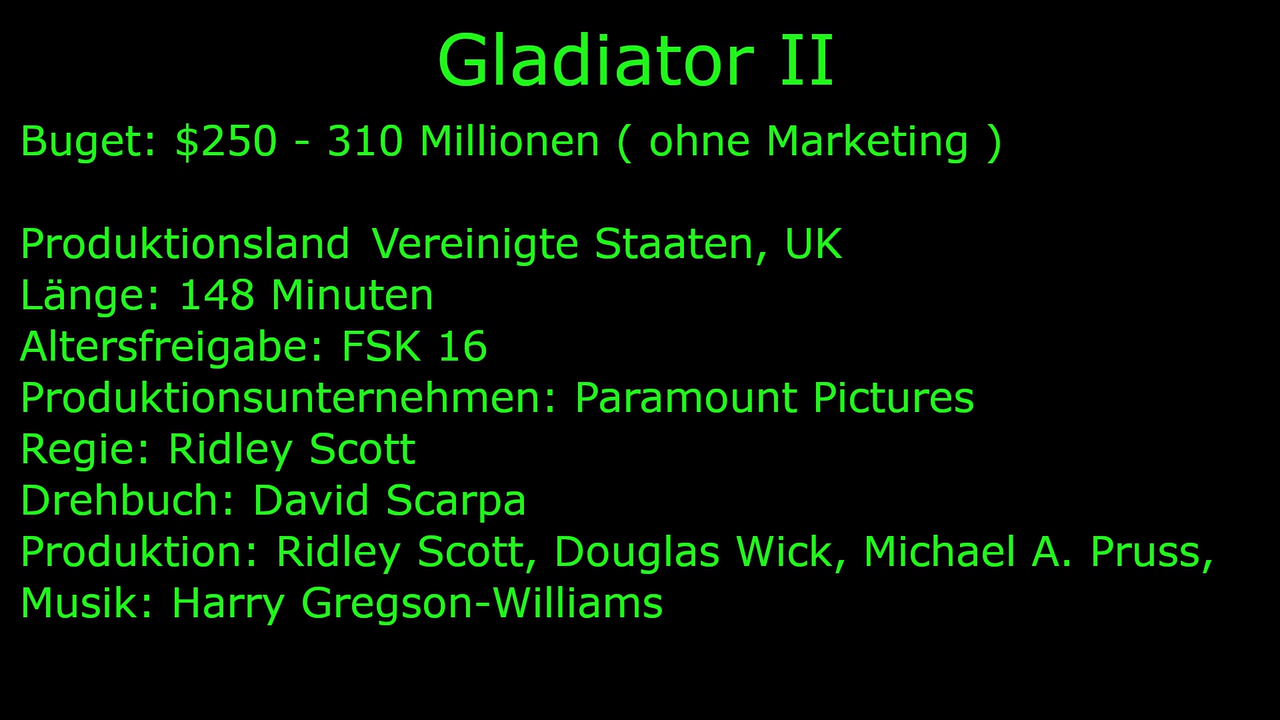 Gladiator II
Buget: $250 - 310 Millionen ( ohne Marketing )
Produktionsland Vereinigte Staaten, UK
Länge: 148 Minuten
Altersfreigabe: FSK 16
Produktionsunternehmen: Paramount Pictures
Regie: Ridley Scott
Drehbuch: David Scarpa
Produktion: Ridley Scott, Douglas Wick, Michael A. Pruss,
Musik: Harry Gregson-Williams